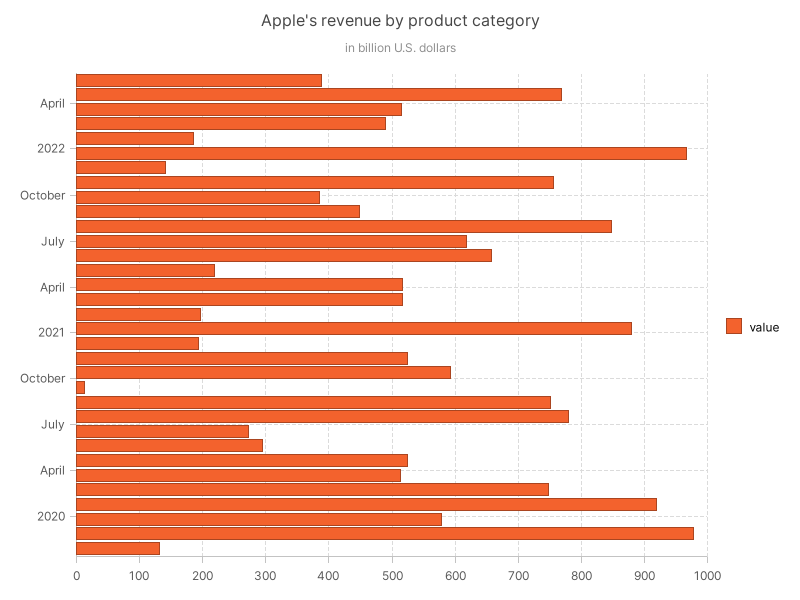 Apple's revenue by product category
in billion U.S. dollars
April
2022
October
July
April
2021
October
July
April
2020
0 100 200 300 400 500 600 700 800 900 1000
value